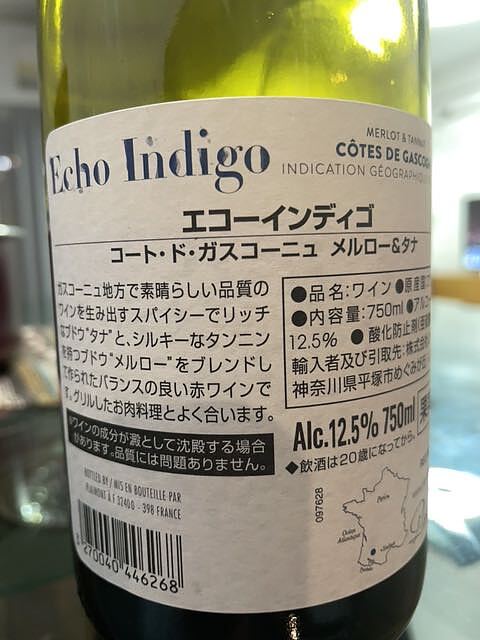 Echo Indigo
MERLOT & TANNAT
CÔTES DE GASCOG
INDICATION GÉOGRAPHIQ
エコーインディゴ
コート・ド・ガスコーニュ メルロー&タナ
ガスコーニュ地方で素晴らしい品質の
ワインを生み出すスパイシーでリッチ
なブドウ"タナ"と、シルキーなタンニン
を持つブドウ"メルロー"をブレンドし
て作られたバランスの良い赤ワインで
す。グリルしたお肉料理とよく合います。
ワインの成分が澱として沈殿する場合
があります。品質には問題ありません。
●品名:ワイン ●原産国
●内容量:750ml ●アルコー
12.5% ●酸化防止剤
輸入者及び引取先:株式会
神奈川県平塚市めぐみが丘
Alc.12.5% 750ml
◆飲酒は20歳になってから。
BOTTLED BY / MIS EN BOUTEILLE PAR
PLAIMONT À F 32400 - 398 FRANCE
270040 446268
097628
Paris
Océan
Atlantique